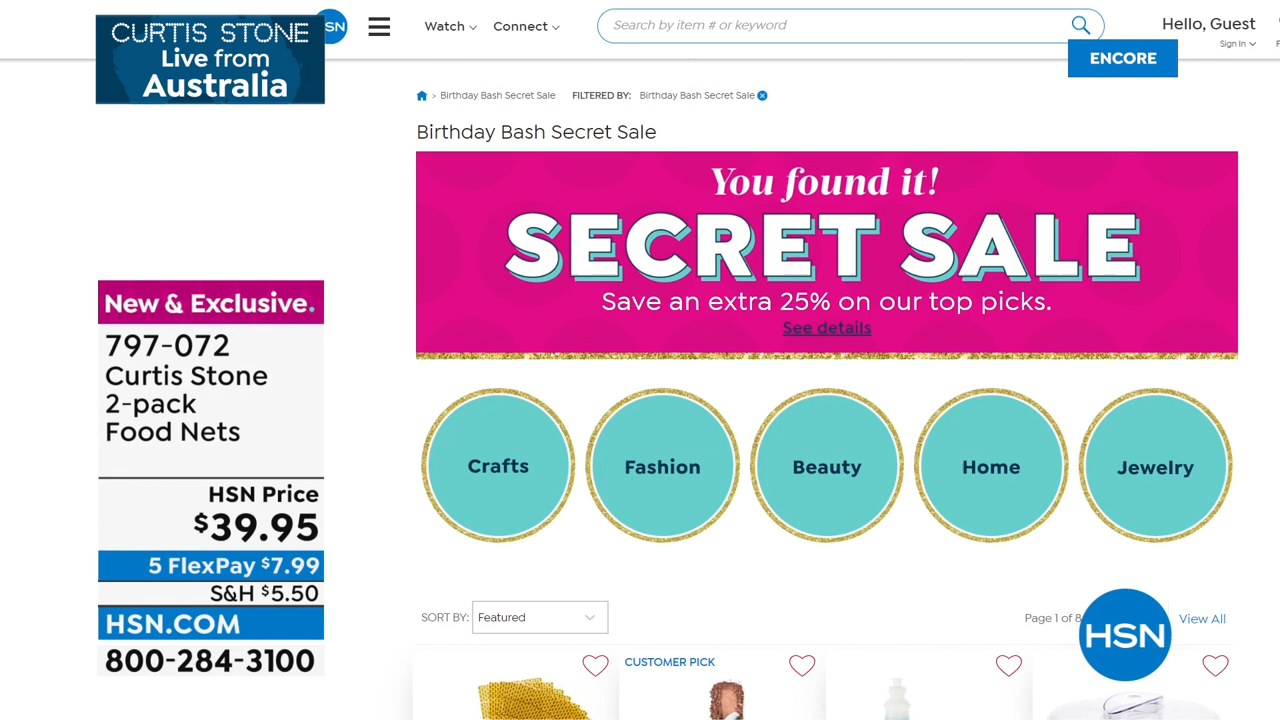 CURTIS STONE
Live from
Australia
SN
Watch
Connect
Search by item # or keyword
Hello, Guest
Sign In
ENCORE
> Birthday Bash Secret Sale
FILTERED BY: Birthday Bash Secret Sale
Birthday Bash Secret Sale
You found it!
SECRET SALE
Save an extra 25% on our top picks.
See details
New & Exclusive.
797-072
Curtis Stone
2-pack
Food Nets
HSN Price
$39.95
5 FlexPay $7.99
S&H $5.50
HSN.COM
800-284-3100
Crafts
Fashion
Beauty
Home
Jewelry
SORT BY: Featured
Page 1 of 8
View All
HSN
CUSTOMER PICK